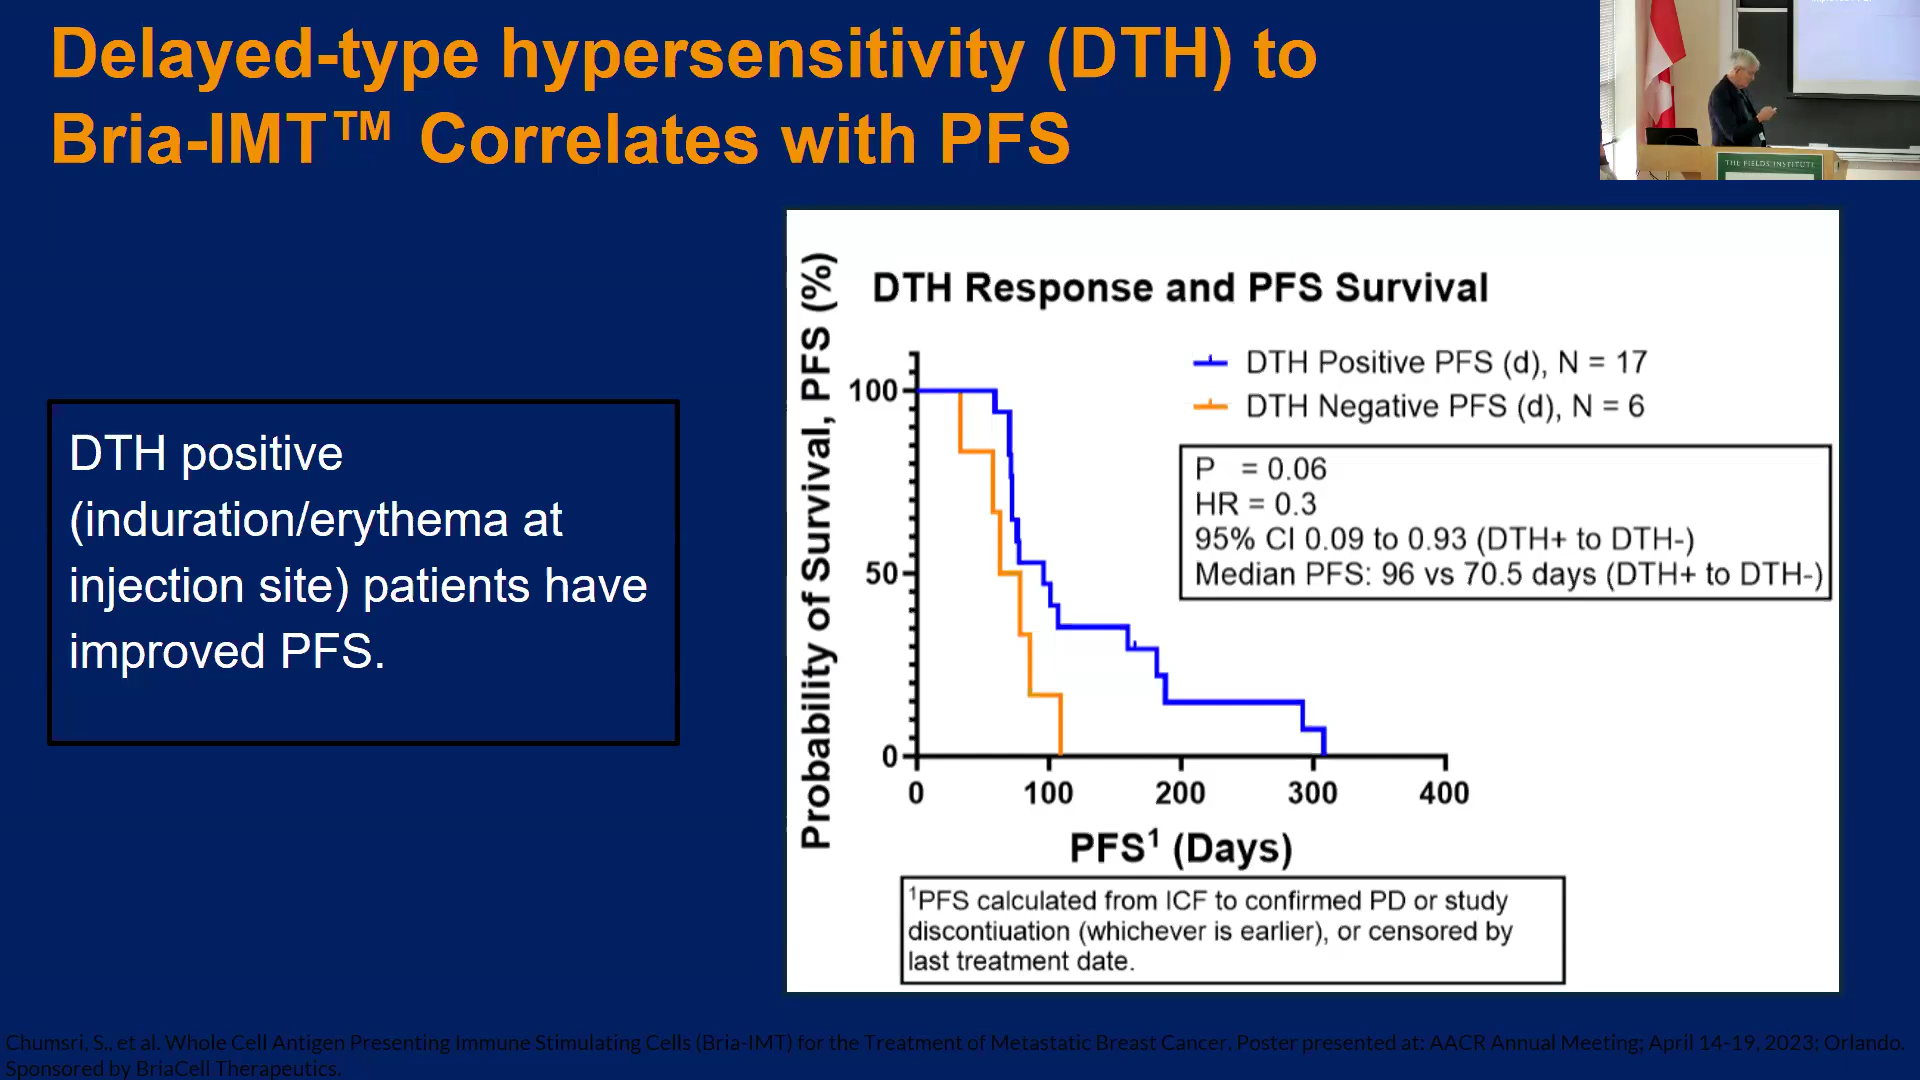 Delayed-type hypersensitivity (DTH) to
Bria-IMT™ Correlates with PFS
THE FIELDS INSTITUTE
DTH positive
(induration/erythema at
injection site) patients have
improved PFS.
DTH Response and PFS Survival
Probability of Survival, PFS (%)
DTH Positive PFS (d), N = 17
DTH Negative PFS (d), N = 6
P = 0.06
HR = 0.3
95% CI 0.09 to 0.93 (DTH+ to DTH-)
Median PFS: 96 vs 70.5 days (DTH+ to DTH-)
100
50
0
0 100 200 300 400
PFS¹ (Days)
¹PFS calculated from ICF to confirmed PD or study
discontiuation (whichever is earlier), or censored by
last treatment date.
Chumsri, S., et al. Whole Cell Antigen Presenting Immune Stimulating Cells (Bria-IMT) for the Treatment of Metastatic Breast Cancer. Poster presented at: AACR Annual Meeting; April 14-19, 2023; Orlando.
Sponsored by BriaCell Therapeutics.